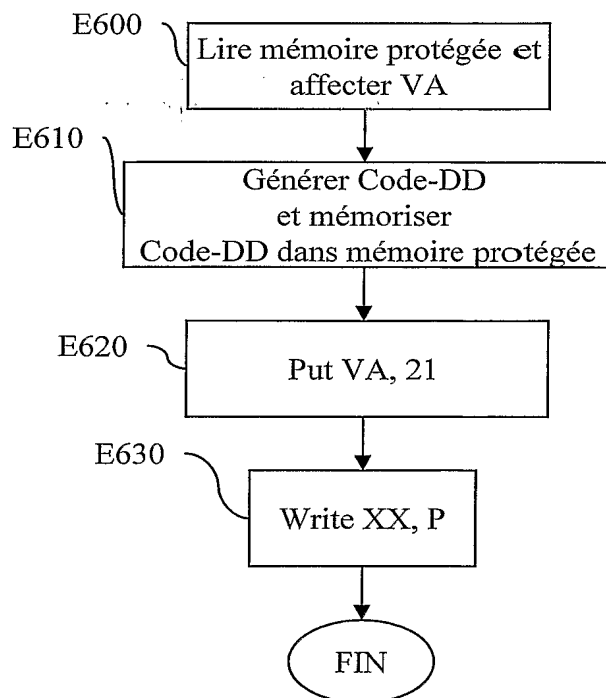 E600
Lire mémoire protégée et
affecter VA
E610
Générer Code-DD
et mémoriser
Code-DD dans mémoire protégée
E620
Put VA, 21
E630
Write XX, P
FIN